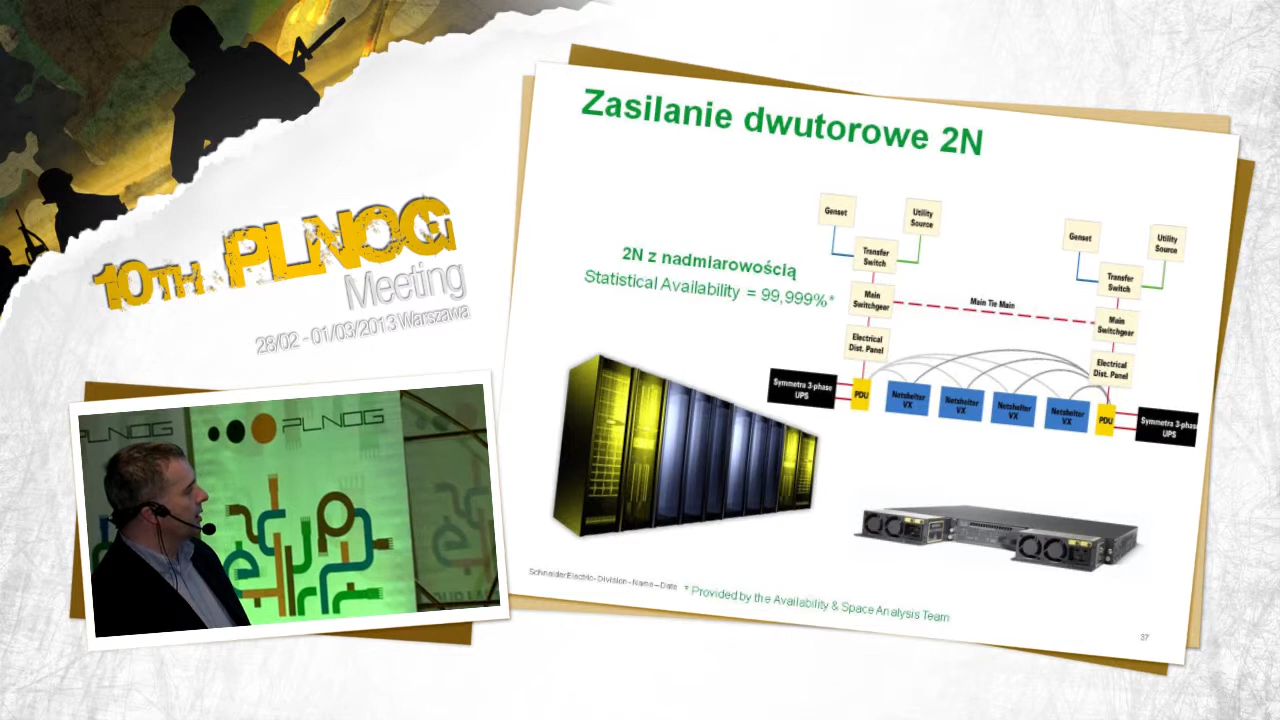 10TH PLNOG
Meeting
28/02 - 01/03/2013 Warszawa
PLNOG
PLNOG
Zasilanie dwutorowe 2N
2N z nadmiarowością
Statistical Availability = 99,999%*
Genset
Utility
Source
Transfer
Switch
Main
Switchgear
Electrical
Dist. Panel
Main Tie Main
Genset
Utility
Source
Transfer
Switch
Main
Switchgear
Electrical
Dist. Panel
Symmetra 3-phase
UPS
PDU
Netshelter
VX
Netshelter
VX
Netshelter
VX
Netshelter
VX
PDU
Symmetra 3-phase
UPS
Schneider Electric - Division - Name – Date
* Provided by the Availability & Space Analysis Team
37